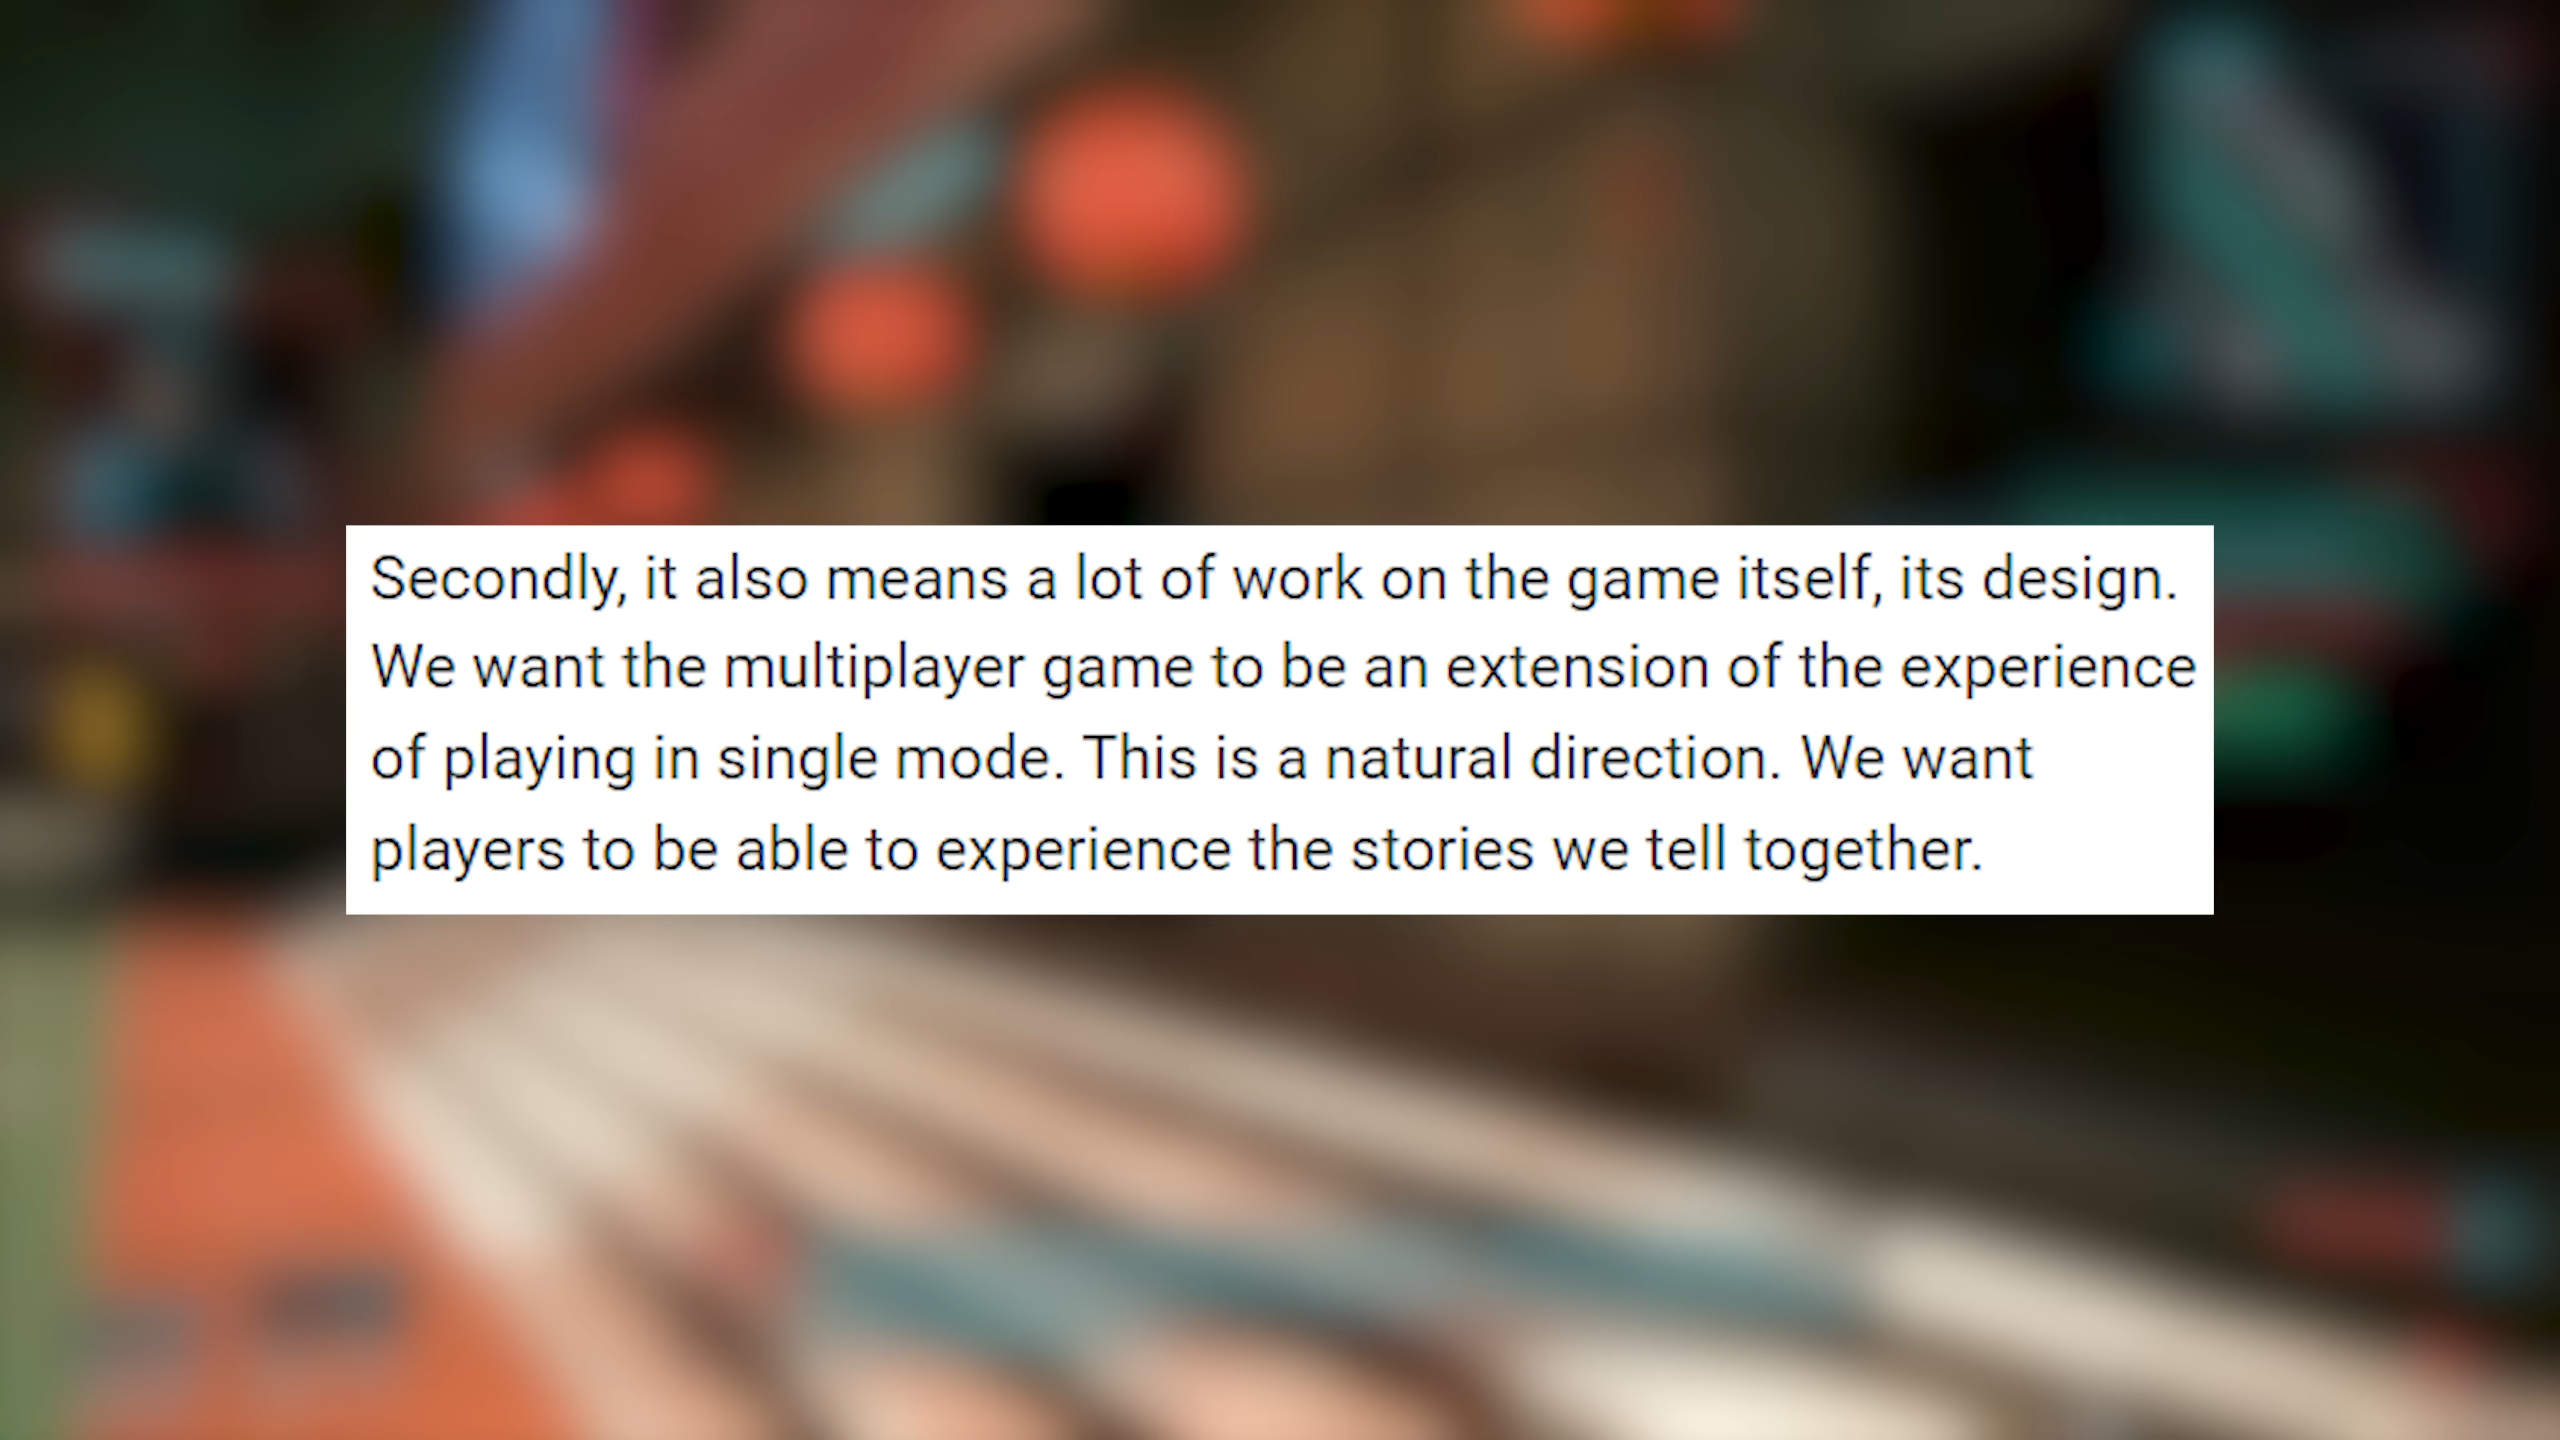 Secondly, it also means a lot of work on the game itself, its design.
We want the multiplayer game to be an extension of the experience
of playing in single mode. This is a natural direction. We want
players to be able to experience the stories we tell together.